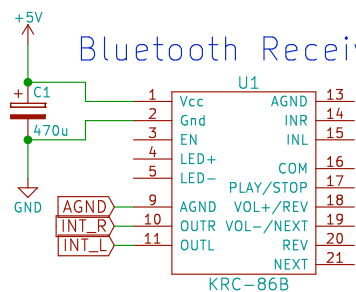 +5V
Bluetooth Recei
C1
470u
GND
U1
1 Vcc AGND 13
2 Gnd INR 14
3 EN INL 15
4 LED+
5 LED- COM 16
PLAY/STOP 17
AGND 9 AGND VOL+/REV 18
INT_R 10 OUTR VOL-/NEXT 19
INT_L 11 OUTL REV 20
NEXT 21
KRC-86B